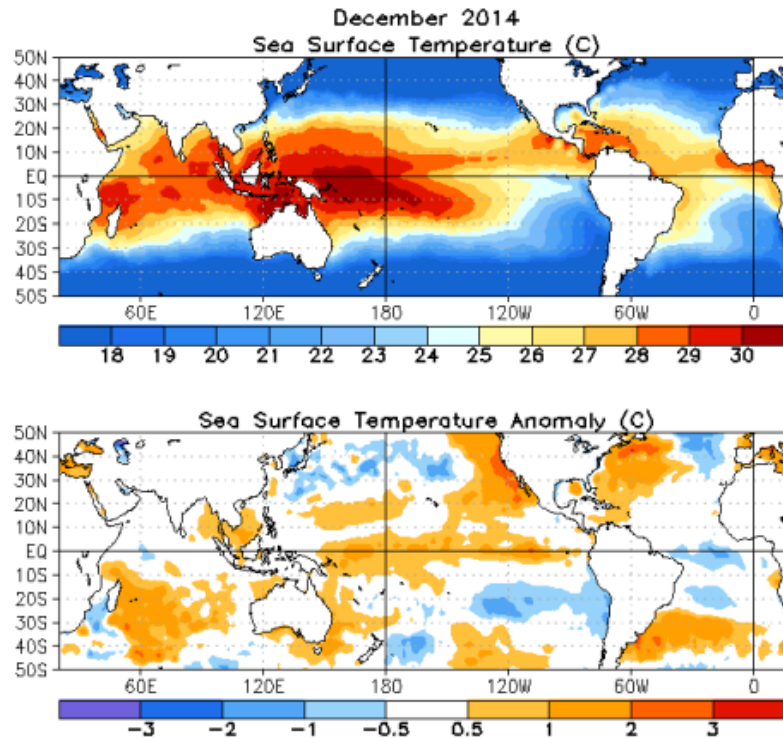 December 2014
Sea Surface Temperature (C)
50N
40N
30N
20N
10N
EQ
10S
20S
30S
40S
50S
60E 120E 180 120W 60W 0
18 19 20 21 22 23 24 25 26 27 28 29 30
Sea Surface Temperature Anomaly (C)
50N
40N
30N
20N
10N
EQ
10S
20S
30S
40S
50S
60E 120E 180 120W 60W 0
-3 -2 -1 -0.5 0.5 1 2 3